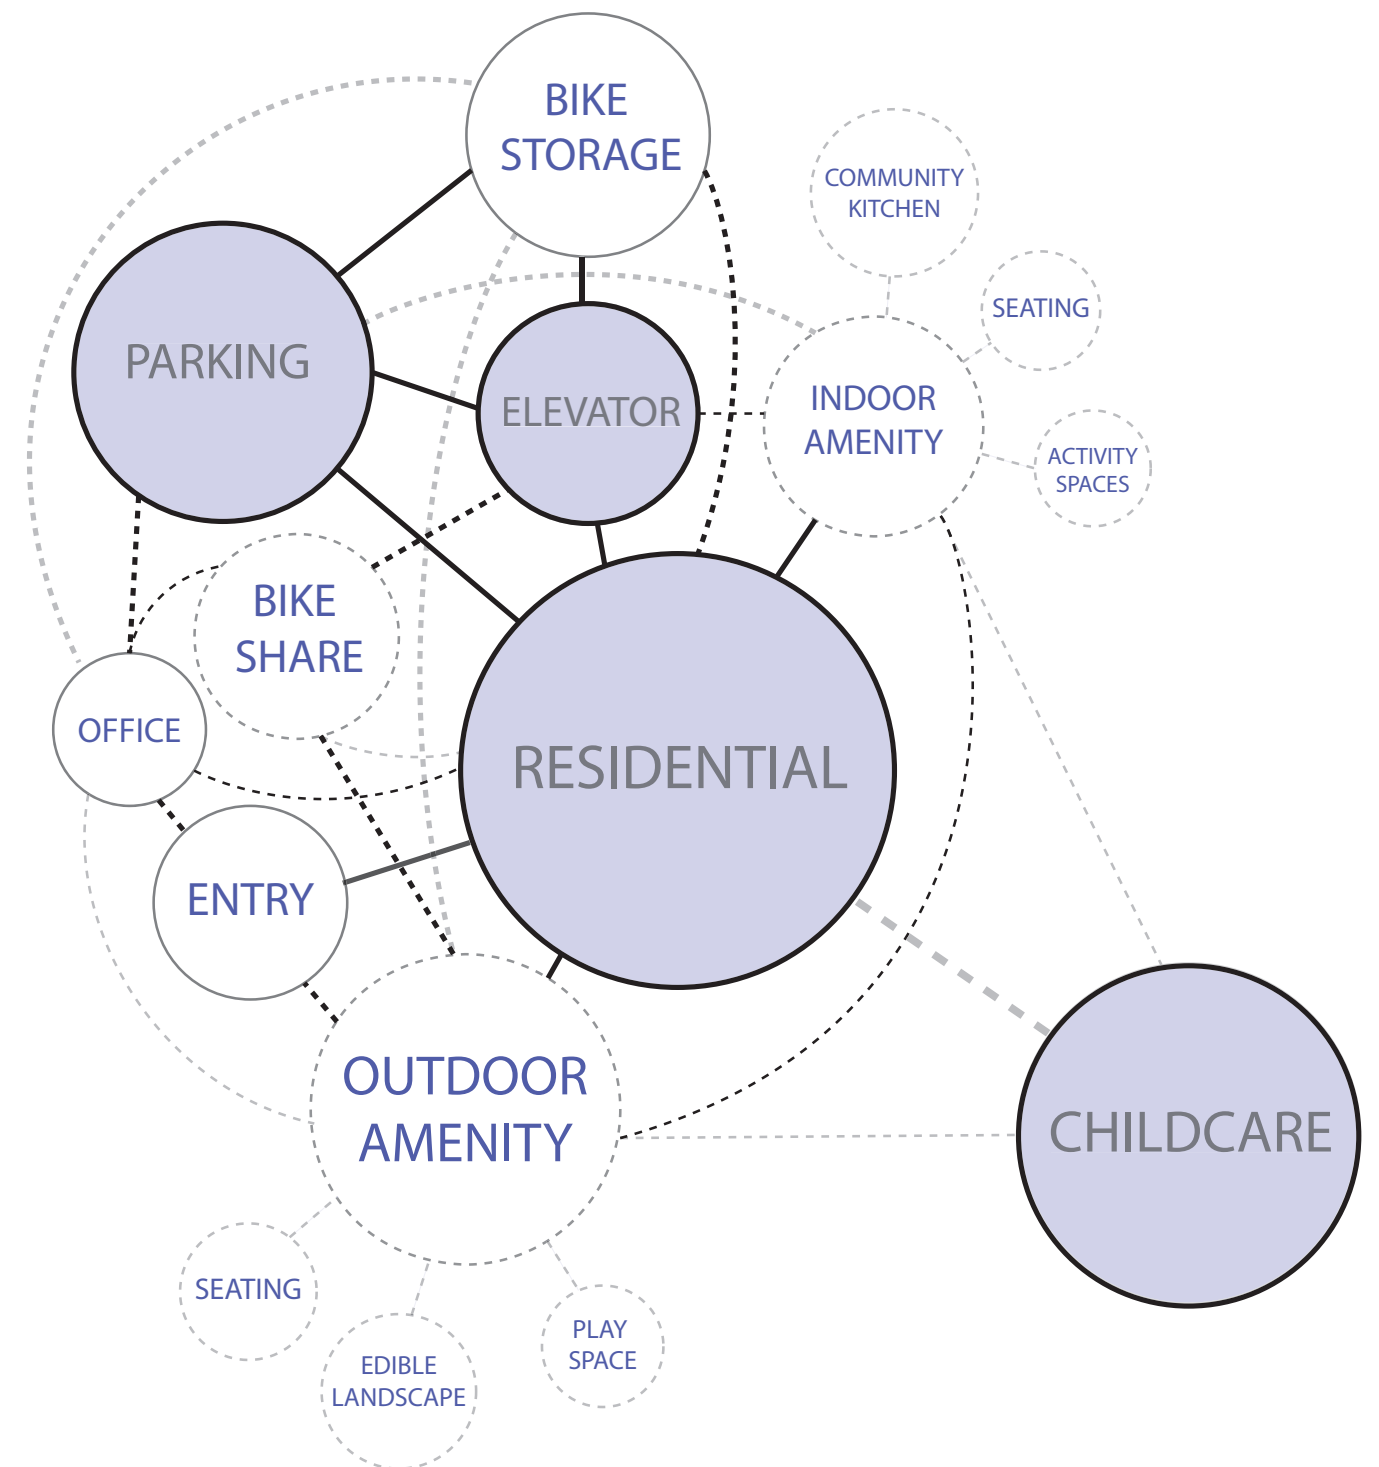 BIKE
STORAGE
COMMUNITY
KITCHEN
SEATING
PARKING
ELEVATOR
INDOOR
AMENITY
ACTIVITY
SPACES
BIKE
SHARE
OFFICE
RESIDENTIAL
ENTRY
OUTDOOR
AMENITY
CHILDCARE
SEATING
EDIBLE
LANDSCAPE
PLAY
SPACE